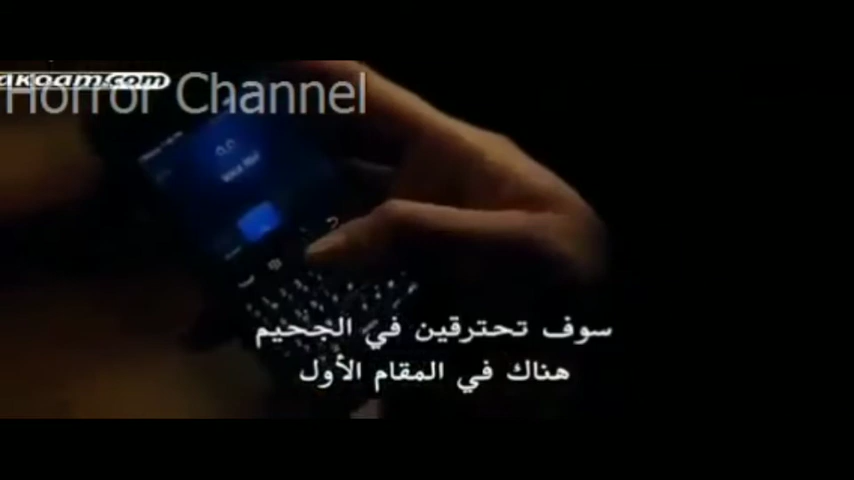 akoam.com
Horror Channel
سوف تحترقين في الجحيم
هناك في المقام الأول